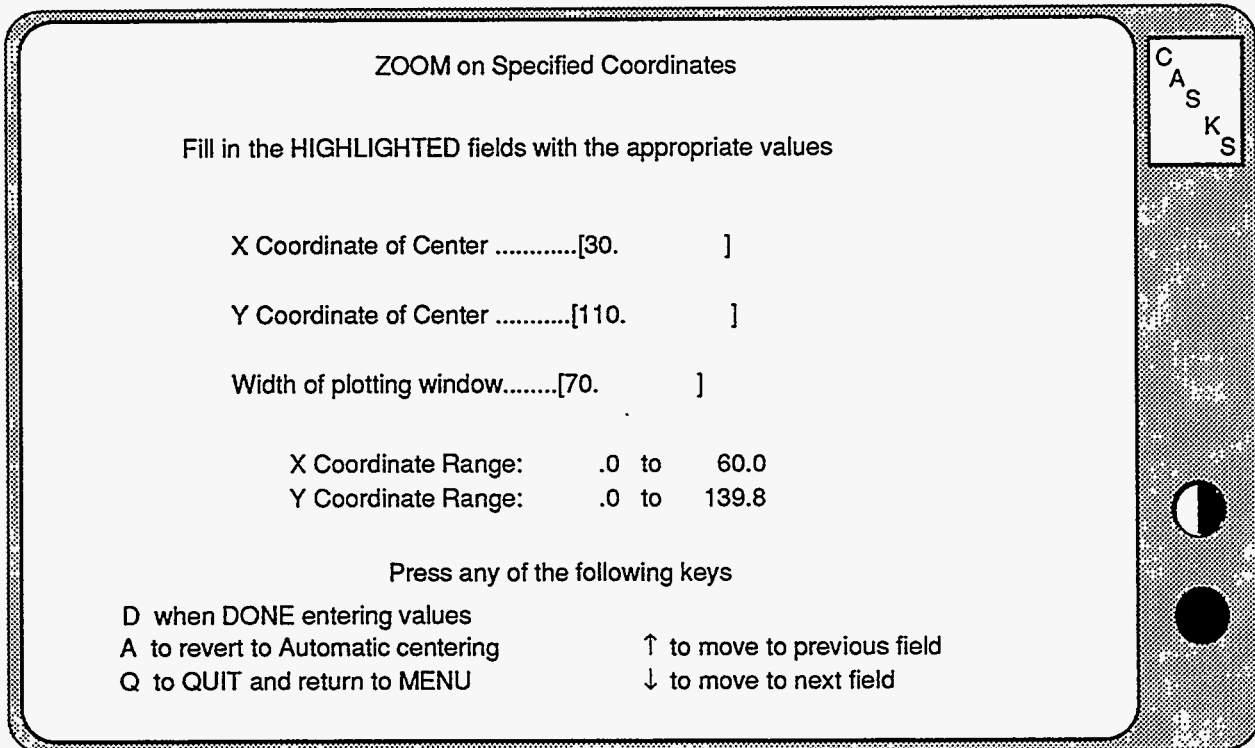 ZOOM on Specified Coordinates
CASKS
Fill in the HIGHLIGHTED fields with the appropriate values
X Coordinate of Center ............[30. ]
Y Coordinate of Center ...........[110. ]
Width of plotting window........[70. ]
X Coordinate Range: .0 to 60.0
Y Coordinate Range: .0 to 139.8
Press any of the following keys
D when DONE entering values
A to revert to Automatic centering ↑ to move to previous field
Q to QUIT and return to MENU ↓ to move to next field